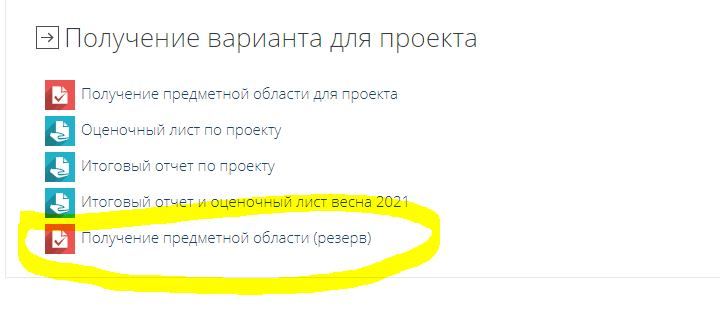 Получение варианта для проекта
Получение предметной области для проекта
Оценочный лист по проекту
Итоговый отчет по проекту
Итоговый отчет и оценочный лист весна 2021
Получение предметной области (резерв)